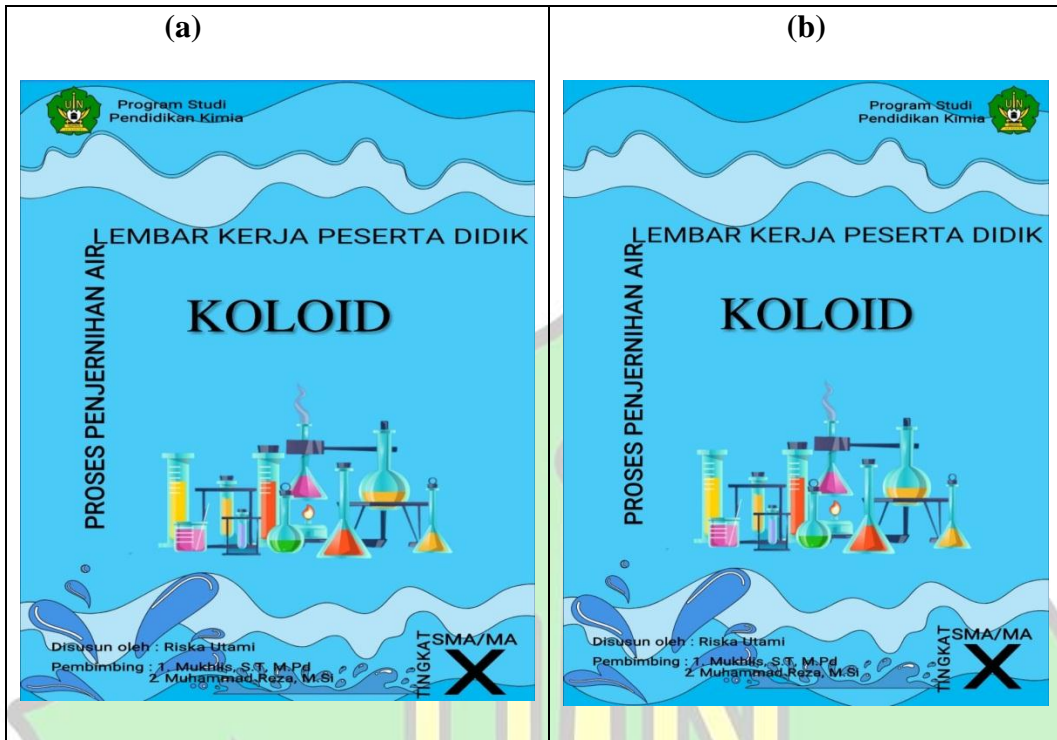 (a)
UIN
Program Studi
Pendidikan Kimia
LEMBAR KERJA PESERTA DIDIK
PROSES PENJERNIHAN AIR
KOLOID
Disusun oleh : Riska Utami
Pembimbing : 1. Mukhlis, S.T, M.Pd
2. Muhammad Reza, M.Si
TINGKAT
SMA/MA
X
(b)
Program Studi
Pendidikan Kimia
UIN
LEMBAR KERJA PESERTA DIDIK
PROSES PENJERNIHAN AIR
KOLOID
Disusun oleh : Riska Utami
Pembimbing : 1. Mukhlis, S.T, M.Pd
2. Muhammad Reza, M.Si
TINGKAT
SMA/MA
X